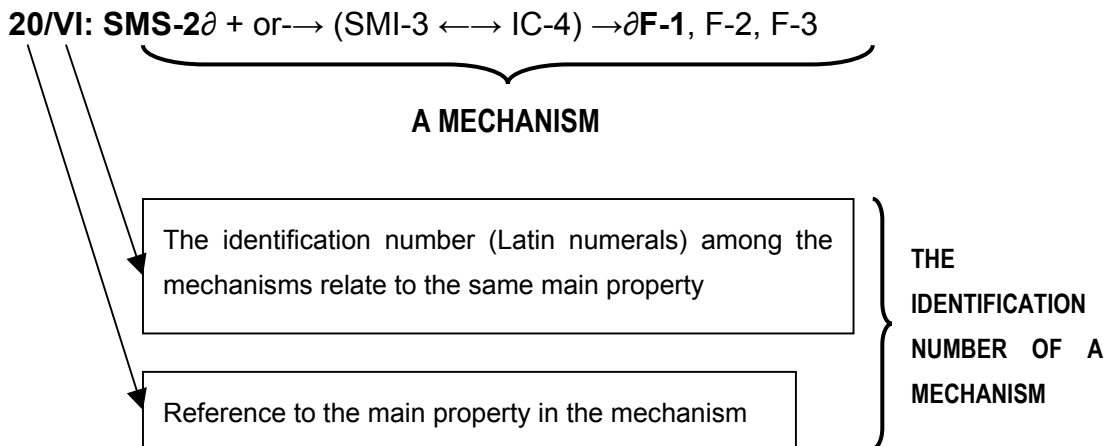 20/VI: SMS-2∂ + or-→ (SMI-3 ←→ IC-4) →∂F-1, F-2, F-3
A MECHANISM
The identification number (Latin numerals) among the
mechanisms relate to the same main property
THE
IDENTIFICATION
NUMBER OF A
MECHANISM
Reference to the main property in the mechanism